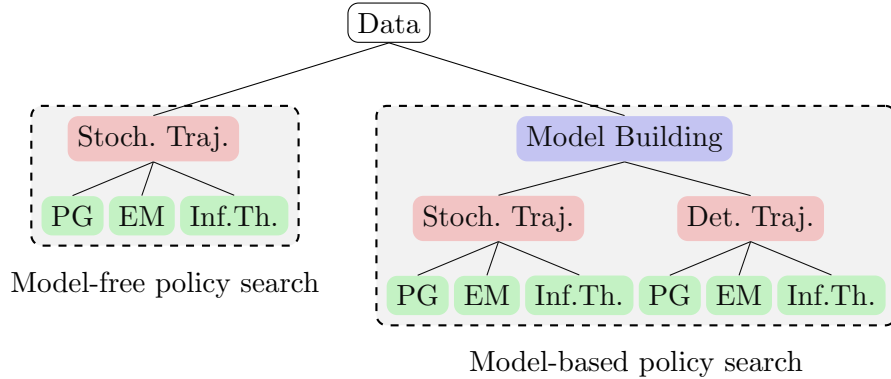 Data
Stoch. Traj.
Model Building
PG EM Inf.Th.
Stoch. Traj. Det. Traj.
Model-free policy search
PG EM Inf.Th. PG EM Inf.Th.
Model-based policy search